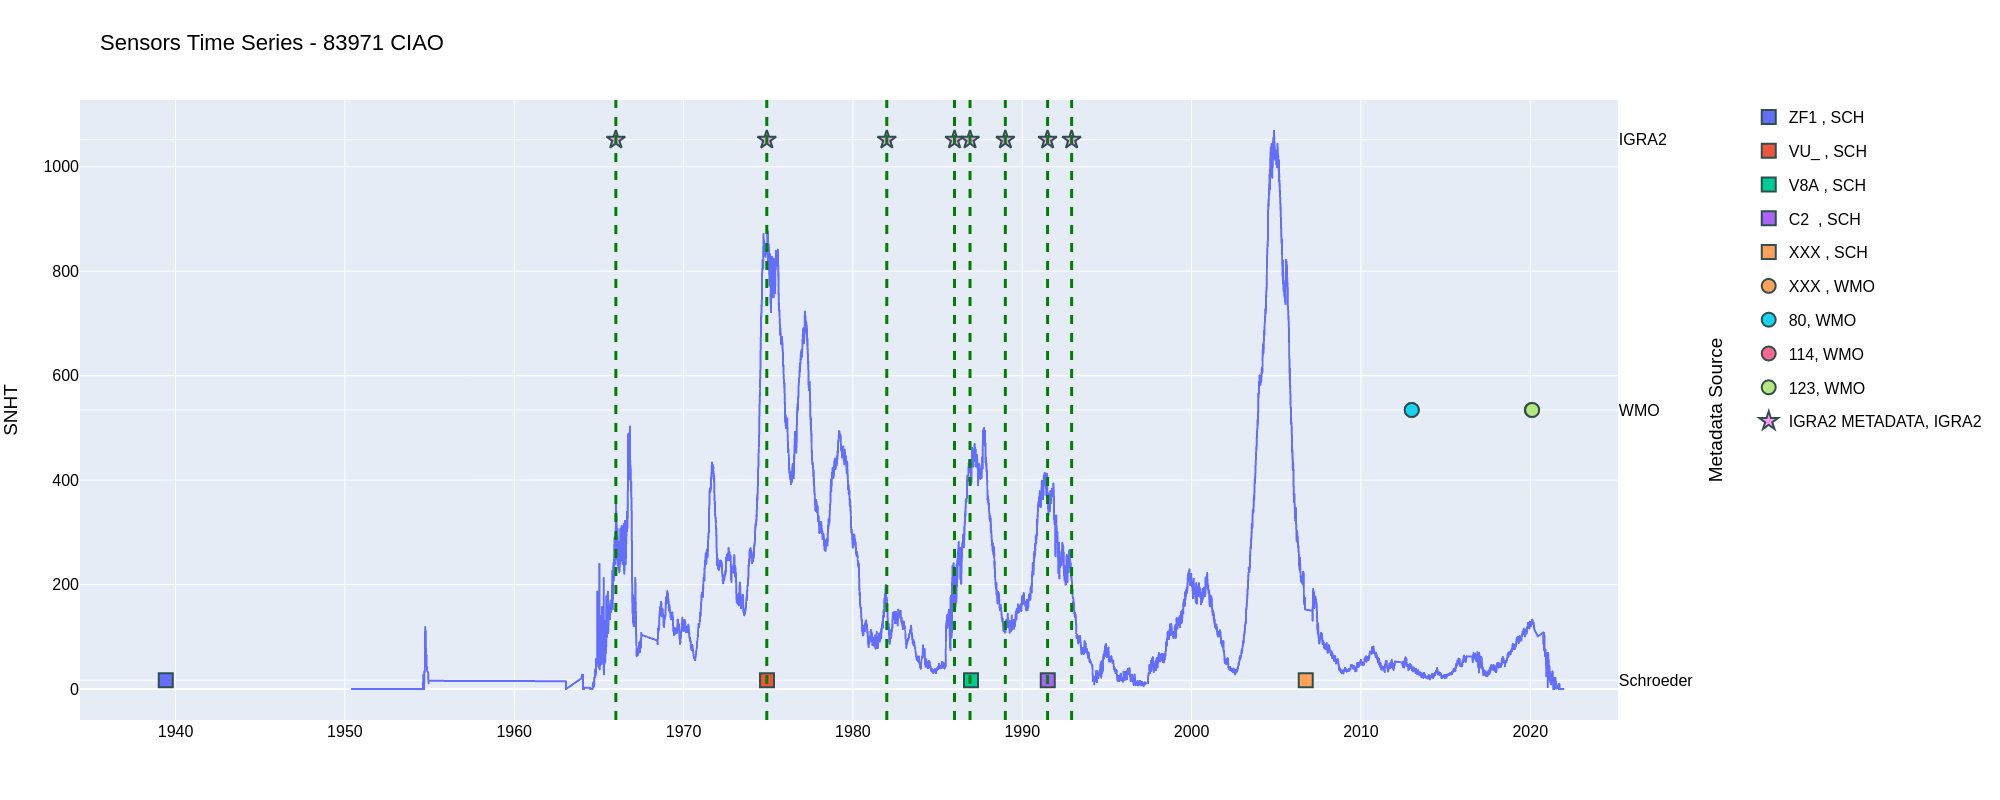 Sensors Time Series - 83971 CIAO
SNHT
1000
800
600
400
200
0
1940
1950
1960
1970
1980
1990
2000
2010
2020
IGRA2
WMO
Schroeder
Metadata Source
ZF1 , SCH
VU_ , SCH
V8A , SCH
C2  , SCH
XXX , SCH
XXX , WMO
80, WMO
114, WMO
123, WMO
IGRA2 METADATA, IGRA2